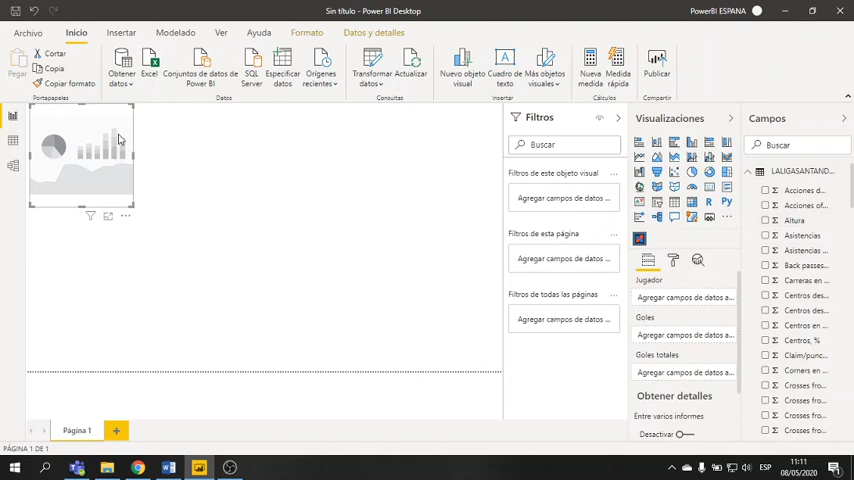 Sin título - Power BI Desktop
PowerBI ESPANA
Archivo
Inicio
Insertar
Modelado
Ver
Ayuda
Formato
Datos y detalles
Pegar
Cortar
Copia
Copiar formato
Portapapeles
Obtener datos
Excel
Conjuntos de datos de Power BI
SQL Server
Especificar datos
Orígenes recientes
Datos
Transformar datos
Actualizar
Consultas
Nuevo objeto visual
Cuadro de texto
Más objetos visuales
Insertar
Nueva medida
Medida rápida
Cálculos
Publicar
Compartir
Filtros
Buscar
Filtros de este objeto visual
Agregar campos de datos ...
Filtros de esta página
Agregar campos de datos ...
Filtros de todas las páginas
Agregar campos de datos ...
Visualizaciones
R
Py
Jugador
Agregar campos de datos a...
Goles
Agregar campos de datos a...
Goles totales
Agregar campos de datos a...
Obtener detalles
Entre varios informes
Desactivar
Campos
Buscar
LALIGASANTAND...
Acciones d...
Acciones of...
Altura
Asistencias
Asistencias ...
Back passes...
Carreras en ...
Centros des...
Centros des...
Centros en ...
Centros, %
Claim/punc...
Corners en ...
Crosses fro...
Crosses fro...
Crosses fro...
Crosses fro...
Página 1
PÁGINA 1 DE 1
ESP
11:11
08/05/2020